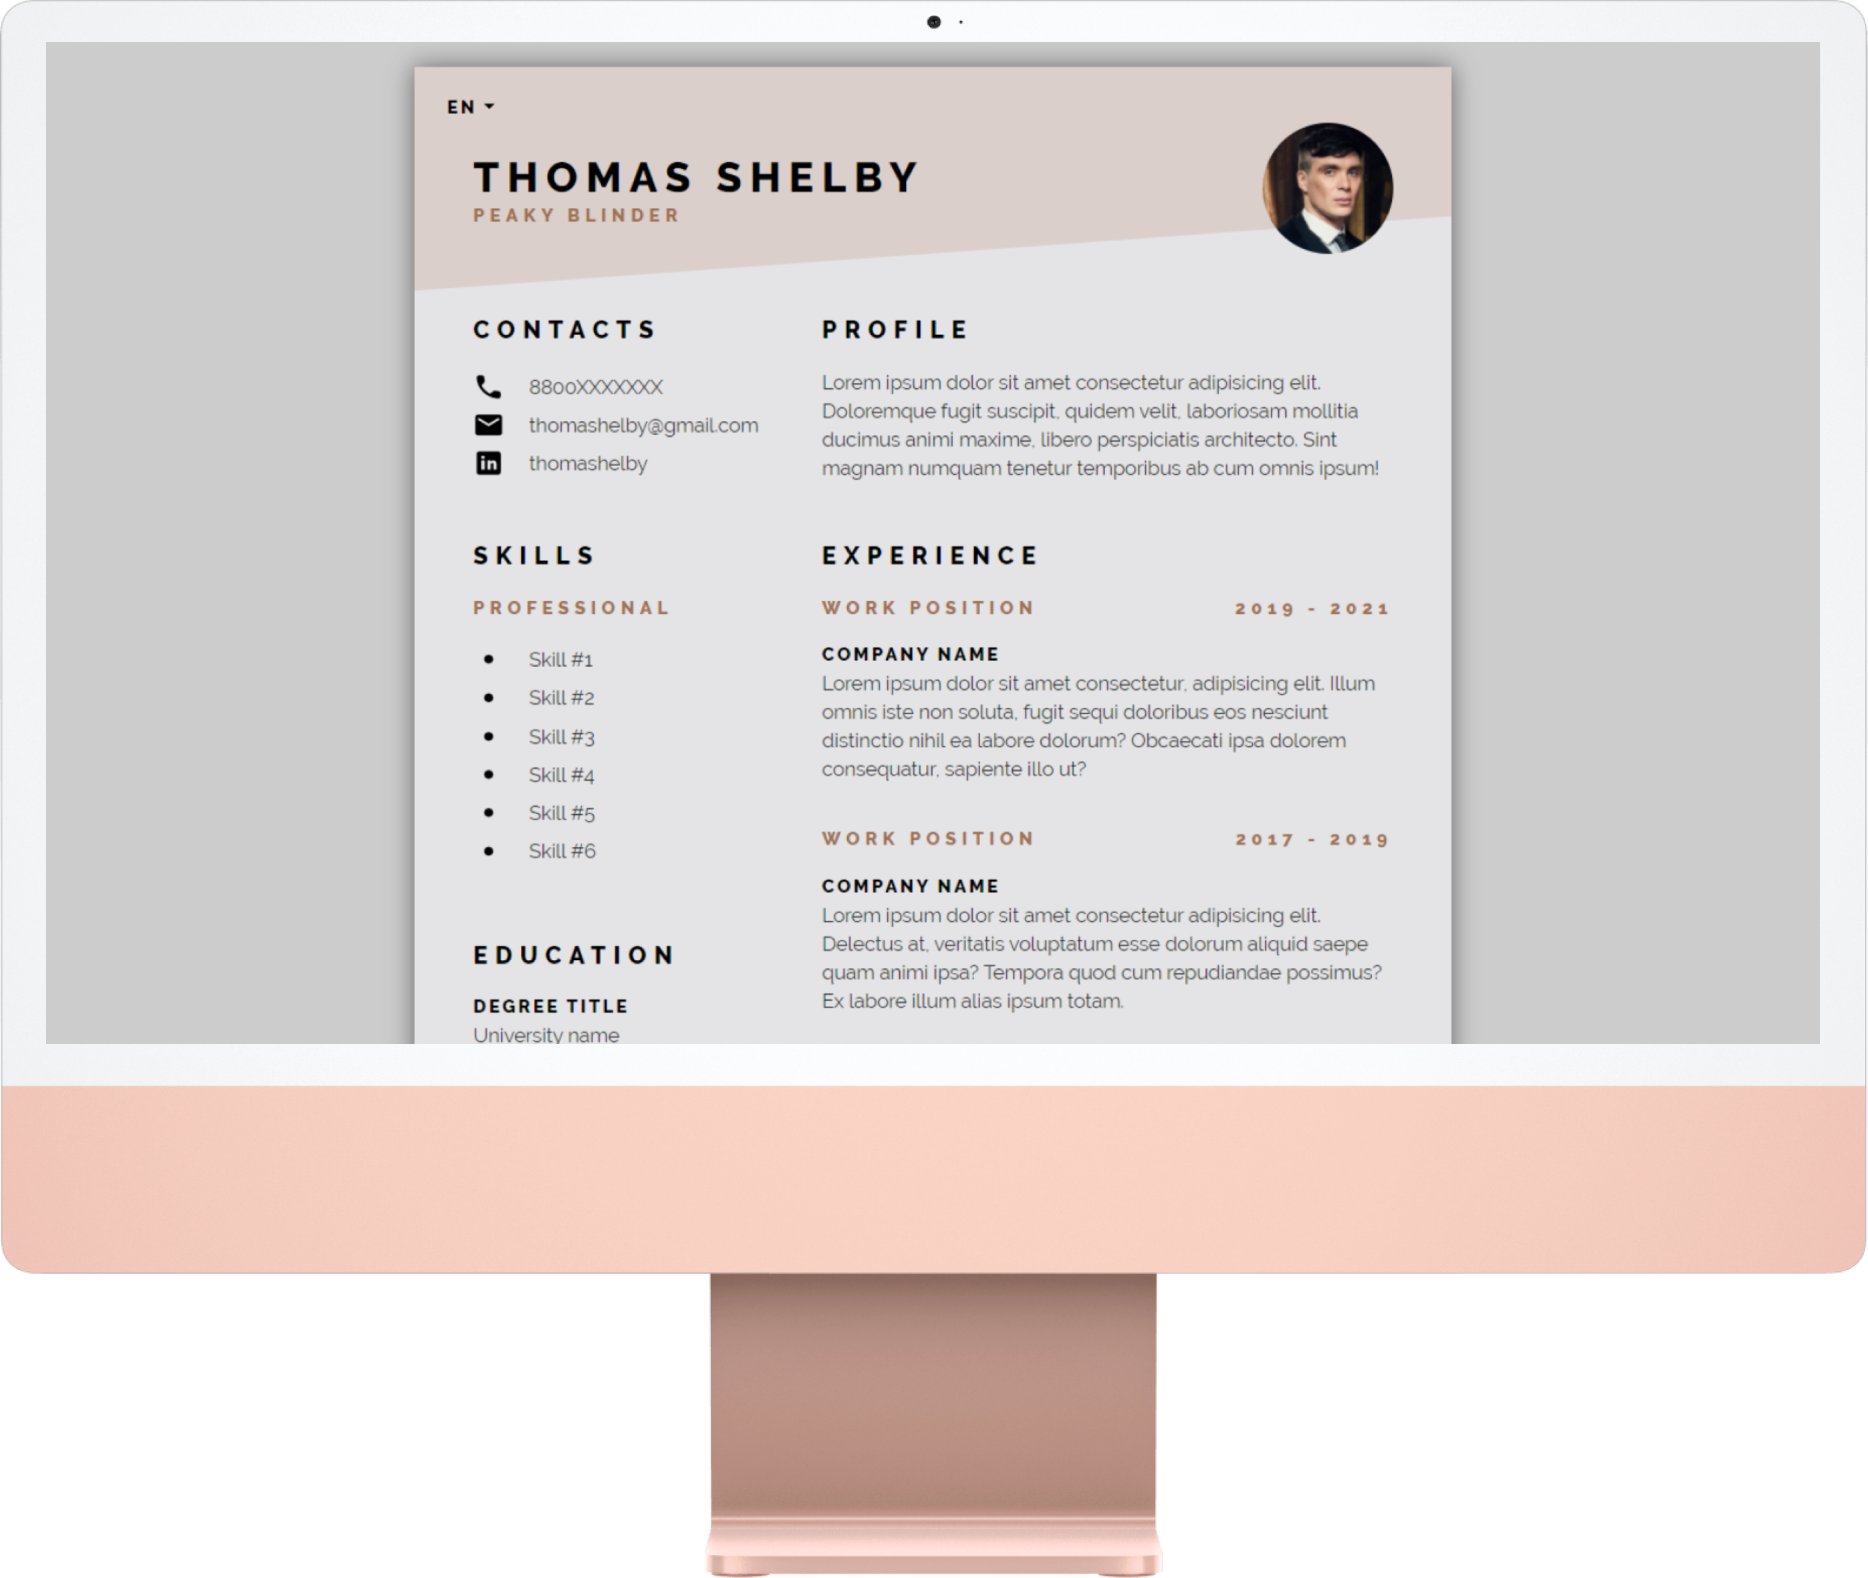 EN
THOMAS SHELBY
PEAKY BLINDER
CONTACTS
8800XXXXXXX
thomashelby@gmail.com
in thomashelby
SKILLS
PROFESSIONAL
Skill #1
Skill #2
Skill #3
Skill #4
Skill #5
Skill #6
EDUCATION
DEGREE TITLE
University name
PROFILE
Lorem ipsum dolor sit amet consectetur adipisicing elit.
Doloremque fugit suscipit, quidem velit, laboriosam mollitia
ducimus animi maxime, libero perspiciatis architecto. Sint
magnam numquam tenetur temporibus ab cum omnis ipsum!
EXPERIENCE
WORK POSITION 2019 - 2021
COMPANY NAME
Lorem ipsum dolor sit amet consectetur, adipisicing elit. Illum
omnis iste non soluta, fugit sequi doloribus eos nesciunt
distinctio nihil ea labore dolorum? Obcaecati ipsa dolorem
consequatur, sapiente illo ut?
WORK POSITION 2017 - 2019
COMPANY NAME
Lorem ipsum dolor sit amet consectetur adipisicing elit.
Delectus at, veritatis voluptatum esse dolorum aliquid saepe
quam animi ipsa? Tempora quod cum repudiandae possimus?
Ex labore illum alias ipsum totam.